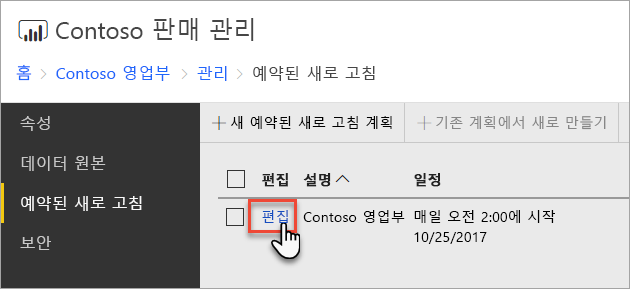 Contoso 판매 관리
홈 > Contoso 영업부 > 관리 > 예약된 새로 고침
속성
데이터 원본
예약된 새로 고침
보안
+ 새 예약된 새로 고침 계획 + 기존 계획에서 새로 만들기
편집 설명 일정
편집 Contoso 영업부 매일 오전 2:00에 시작
10/25/2017